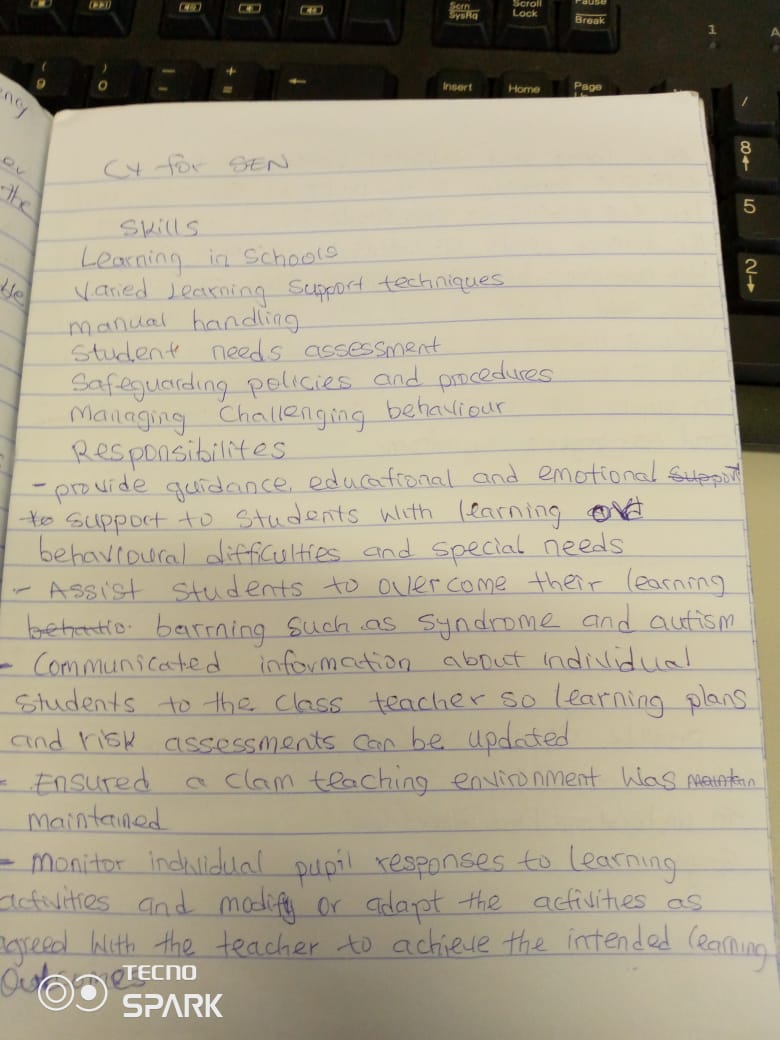 CV for SEN
Skills
Learning in schools
Varied Learning Support techniques
manual handling
Student needs assessment
Safeguarding policies and procedures
Managing Challenging behaviour
Responsibilites
- provide guidance, educational and emotional support
to support to students with learning
behavioural difficulties and special needs
- Assist students to overcome their learning
barrning such as syndrome and autism
- Communicated information about individual
students to the class teacher so learning plans
and risk assessments can be updated
- Ensured a clam teaching environment was maintan
maintained
- monitor individual pupil responses to learning
activities and modify or adapt the activities as
agreed with the teacher to achieve the intended learning
Outcomes
TECNO
SPARK
Scrn
SysRq
Scroll
Lock
Pause
Break
( 9
) 0
- _
+ =
Insert
Home
Page
1
A
/
8
5
2
the